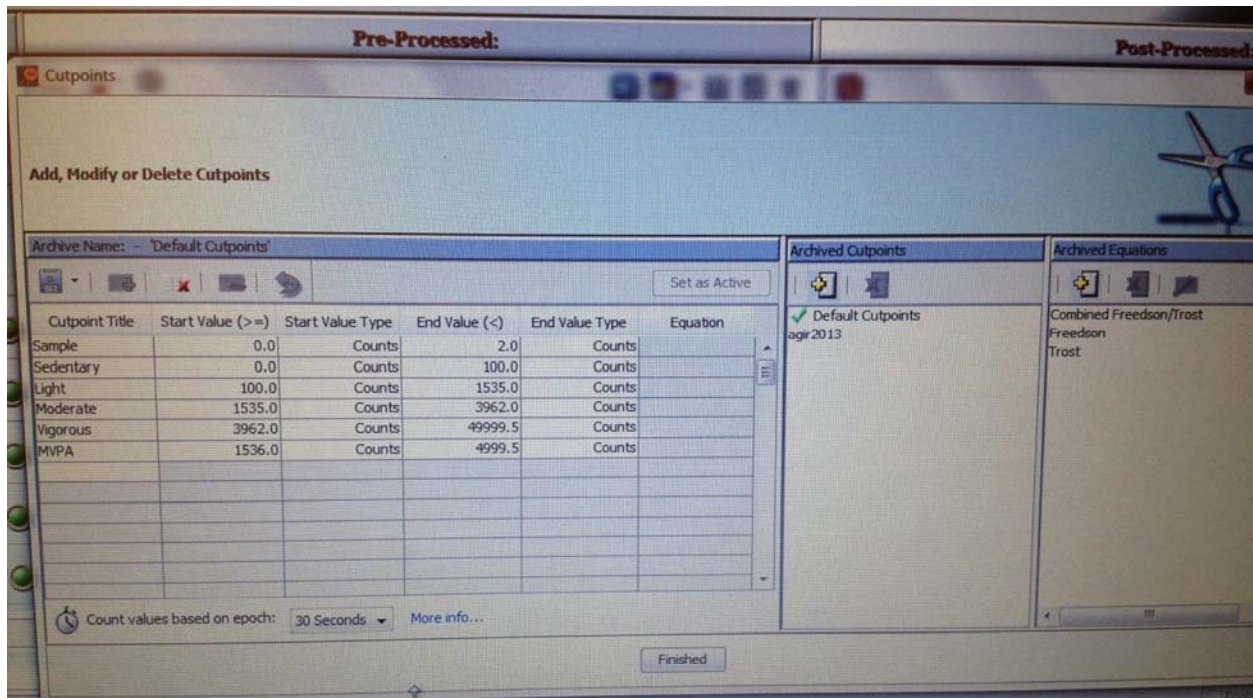 Pre-Processed:
Post-Processed:
Cutpoints
Add, Modify or Delete Cutpoints
Archive Name: - 'Default Cutpoints'
Set as Active
Cutpoint Title Start Value (>=) Start Value Type End Value (<) End Value Type Equation
Sample 0.0 Counts 2.0 Counts
Sedentary 0.0 Counts 100.0 Counts
Light 100.0 Counts 1535.0 Counts
Moderate 1535.0 Counts 3962.0 Counts
Vigorous 3962.0 Counts 49999.5 Counts
MVPA 1536.0 Counts 4999.5 Counts
Count values based on epoch: 30 Seconds More info...
Archived Cutpoints
Default Cutpoints
agir2013
Archived Equations
Combined Freedson/Trost
Freedson
Trost
Finished